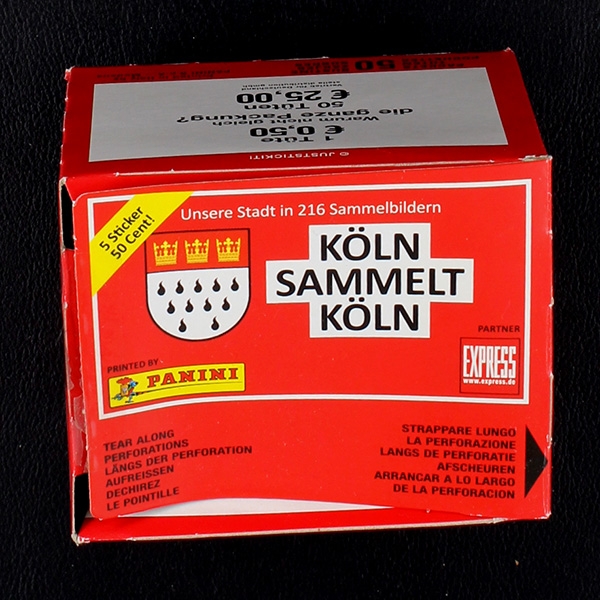 © JUSTSTICKIT!
1 Tüte
€ 0,50
Warum nicht gleich
die ganze Packung?
50 Tüten
€ 25,00
50
5 Sticker
50 Cent!
Unsere Stadt in 216 Sammelbildern
KÖLN
SAMMELT
KÖLN
PARTNER
EXPRESS
www.express.de
PRINTED BY
PANINI
TEAR ALONG
PERFORATIONS
LÄNGS DER PERFORATION
AUFREISSEN
DECHIREZ
LE POINTILLE
STRAPPARE LUNGO
LA PERFORAZIONE
LANGS DE PERFORATIE
AFSCHEUREN
ARRANCAR A LO LARGO
DE LA PERFORACION